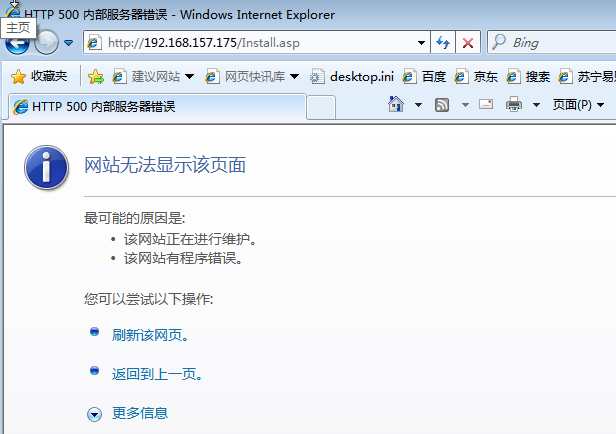 HTTP 500 内部服务器错误 - Windows Internet Explorer
主页
http://192.168.157.175/Install.asp
Bing
收藏夹 建议网站 网页快讯库 desktop.ini 百度 京东 搜索 苏宁易
HTTP 500 内部服务器错误 页面(P)
网站无法显示该页面
最可能的原因是:
• 该网站正在进行维护。
• 该网站有程序错误。
您可以尝试以下操作:
刷新该网页。
返回到上一页。
更多信息